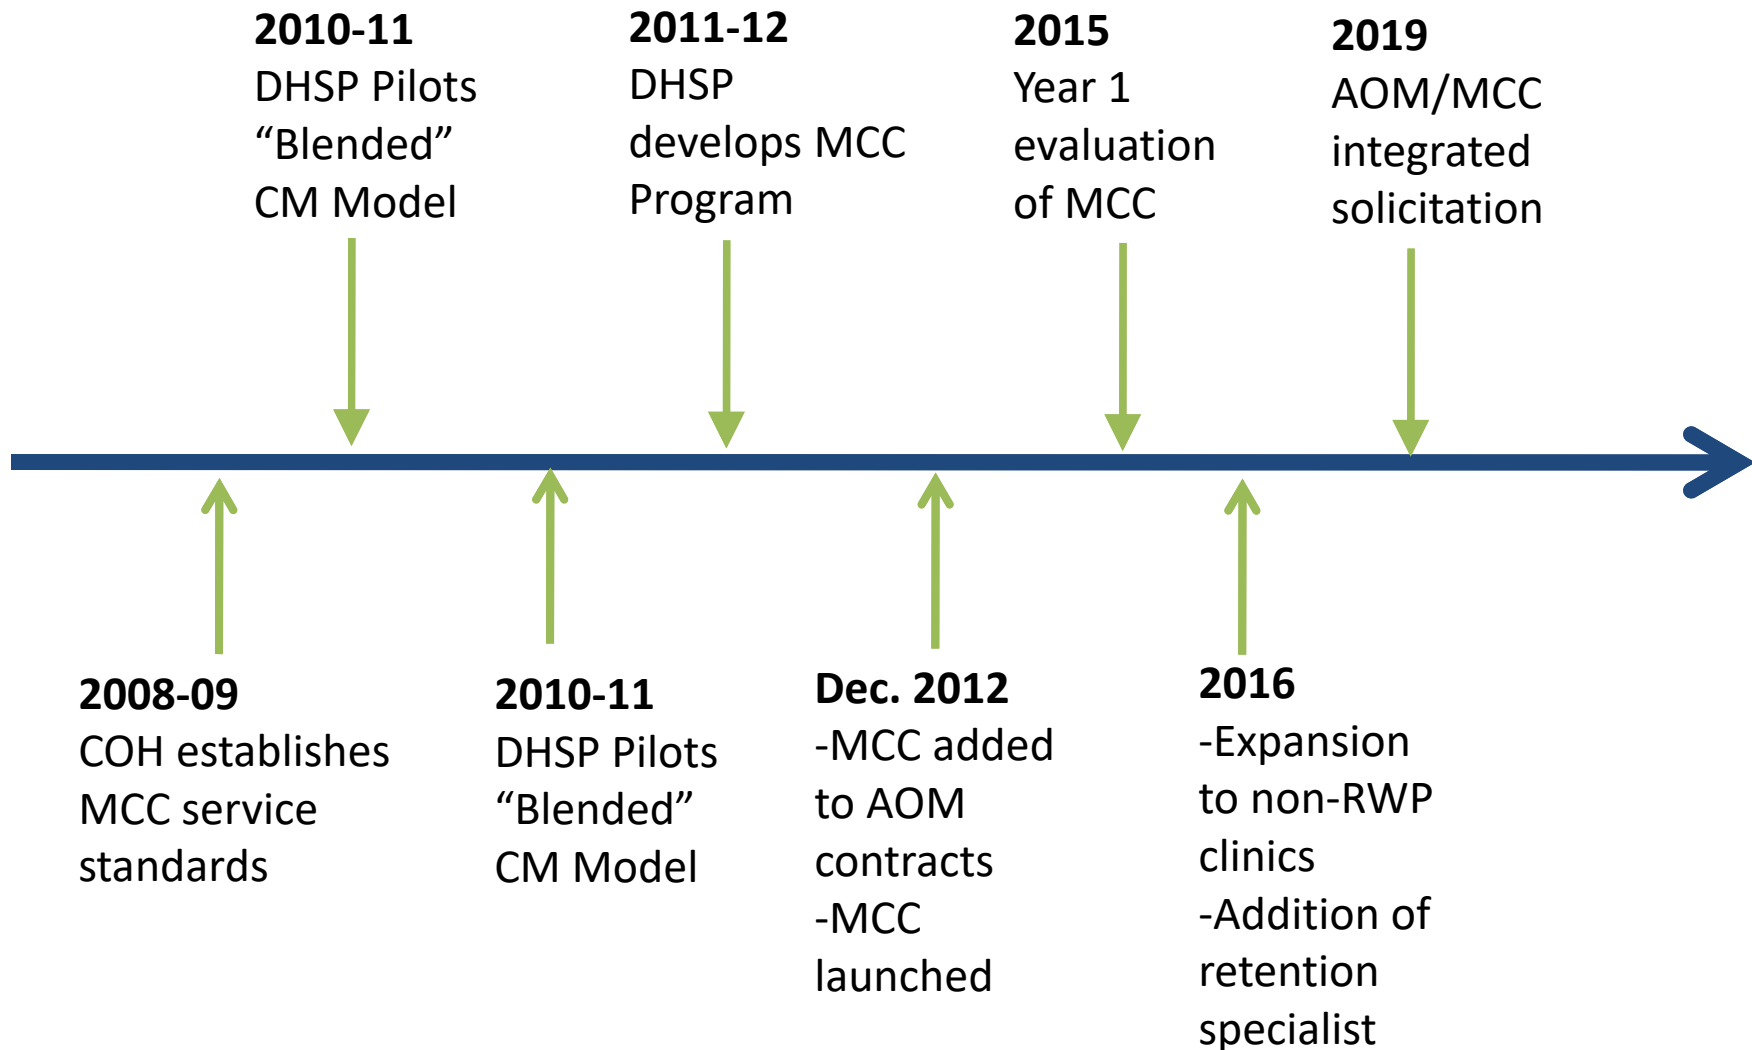 2010-11
DHSP Pilots
“Blended”
CM Model
2011-12
DHSP
develops MCC
Program
2015
Year 1
evaluation
of MCC
2019
AOM/MCC
integrated
solicitation
2008-09
COH establishes
MCC service
standards
2010-11
DHSP Pilots
“Blended”
CM Model
Dec. 2012
-MCC added
to AOM
contracts
-MCC
launched
2016
-Expansion
to non-RWP
clinics
-Addition of
retention
specialist